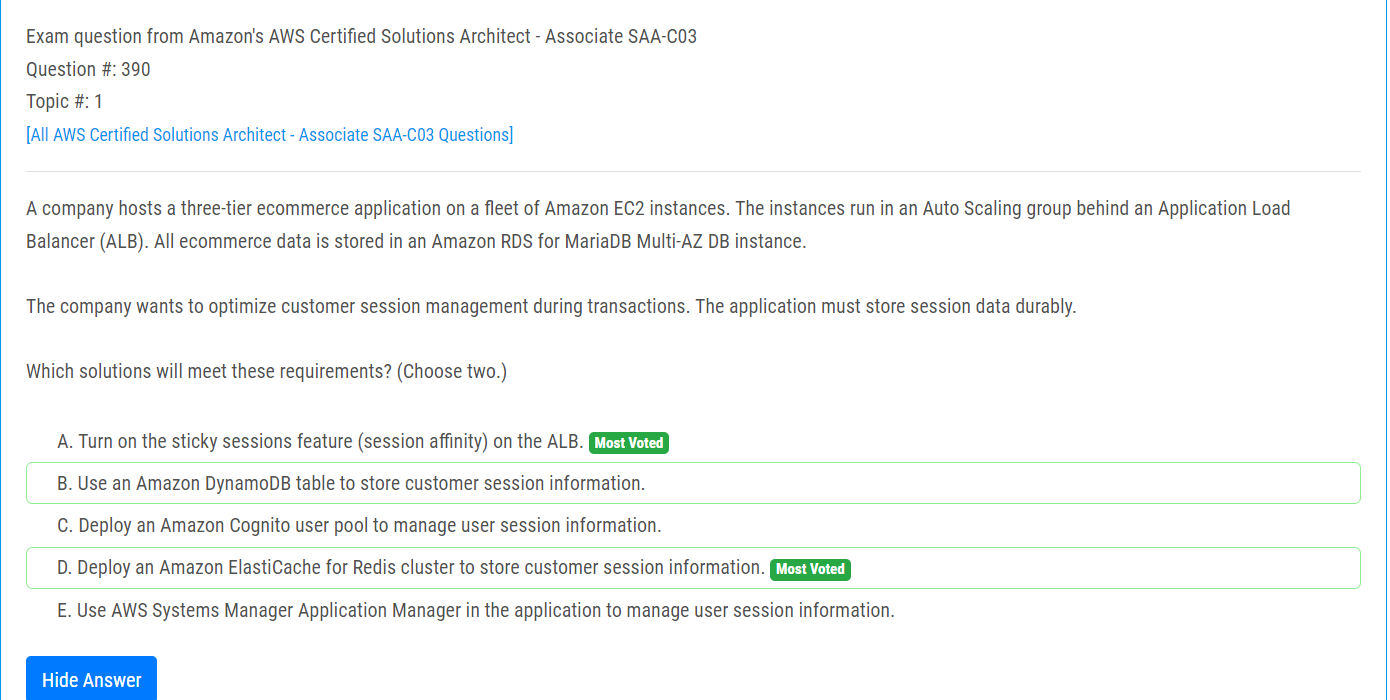 Exam question from Amazon's AWS Certified Solutions Architect - Associate SAA-C03
Question #: 390
Topic #: 1
[All AWS Certified Solutions Architect - Associate SAA-C03 Questions]
A company hosts a three-tier ecommerce application on a fleet of Amazon EC2 instances. The instances run in an Auto Scaling group behind an Application Load
Balancer (ALB). All ecommerce data is stored in an Amazon RDS for MariaDB Multi-AZ DB instance.
The company wants to optimize customer session management during transactions. The application must store session data durably.
Which solutions will meet these requirements? (Choose two.)
A. Turn on the sticky sessions feature (session affinity) on the ALB. Most Voted
B. Use an Amazon DynamoDB table to store customer session information.
C. Deploy an Amazon Cognito user pool to manage user session information.
D. Deploy an Amazon ElastiCache for Redis cluster to store customer session information. Most Voted
E. Use AWS Systems Manager Application Manager in the application to manage user session information.
Hide Answer